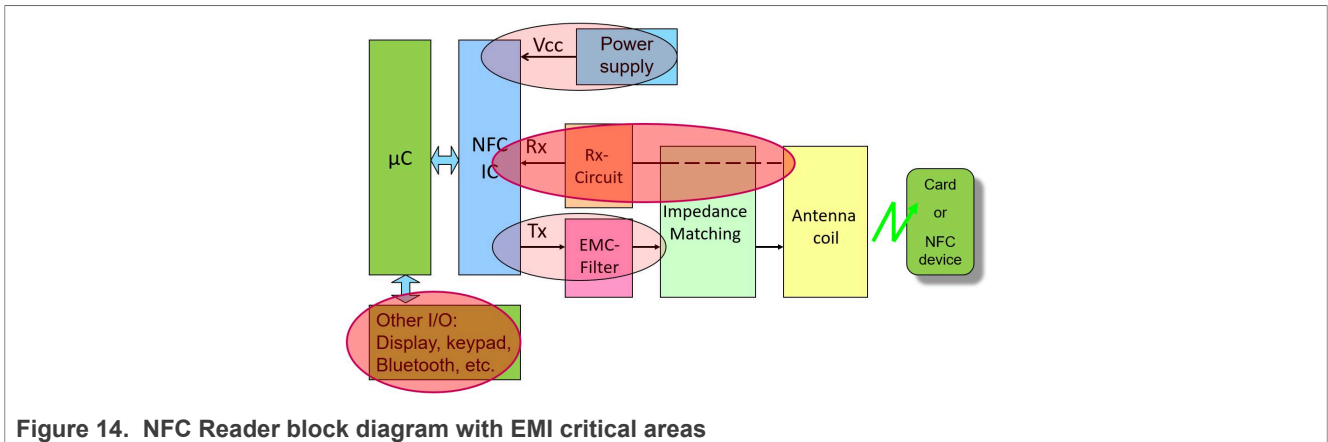 Vcc
Power
supply
µC
NFC
IC
Rx
Rx-
Circuit
Impedance
Matching
Antenna
coil
Card
or
NFC
device
Tx
EMC-
Filter
Other I/O:
Display, keypad,
Bluetooth, etc.
Figure 14. NFC Reader block diagram with EMI critical areas